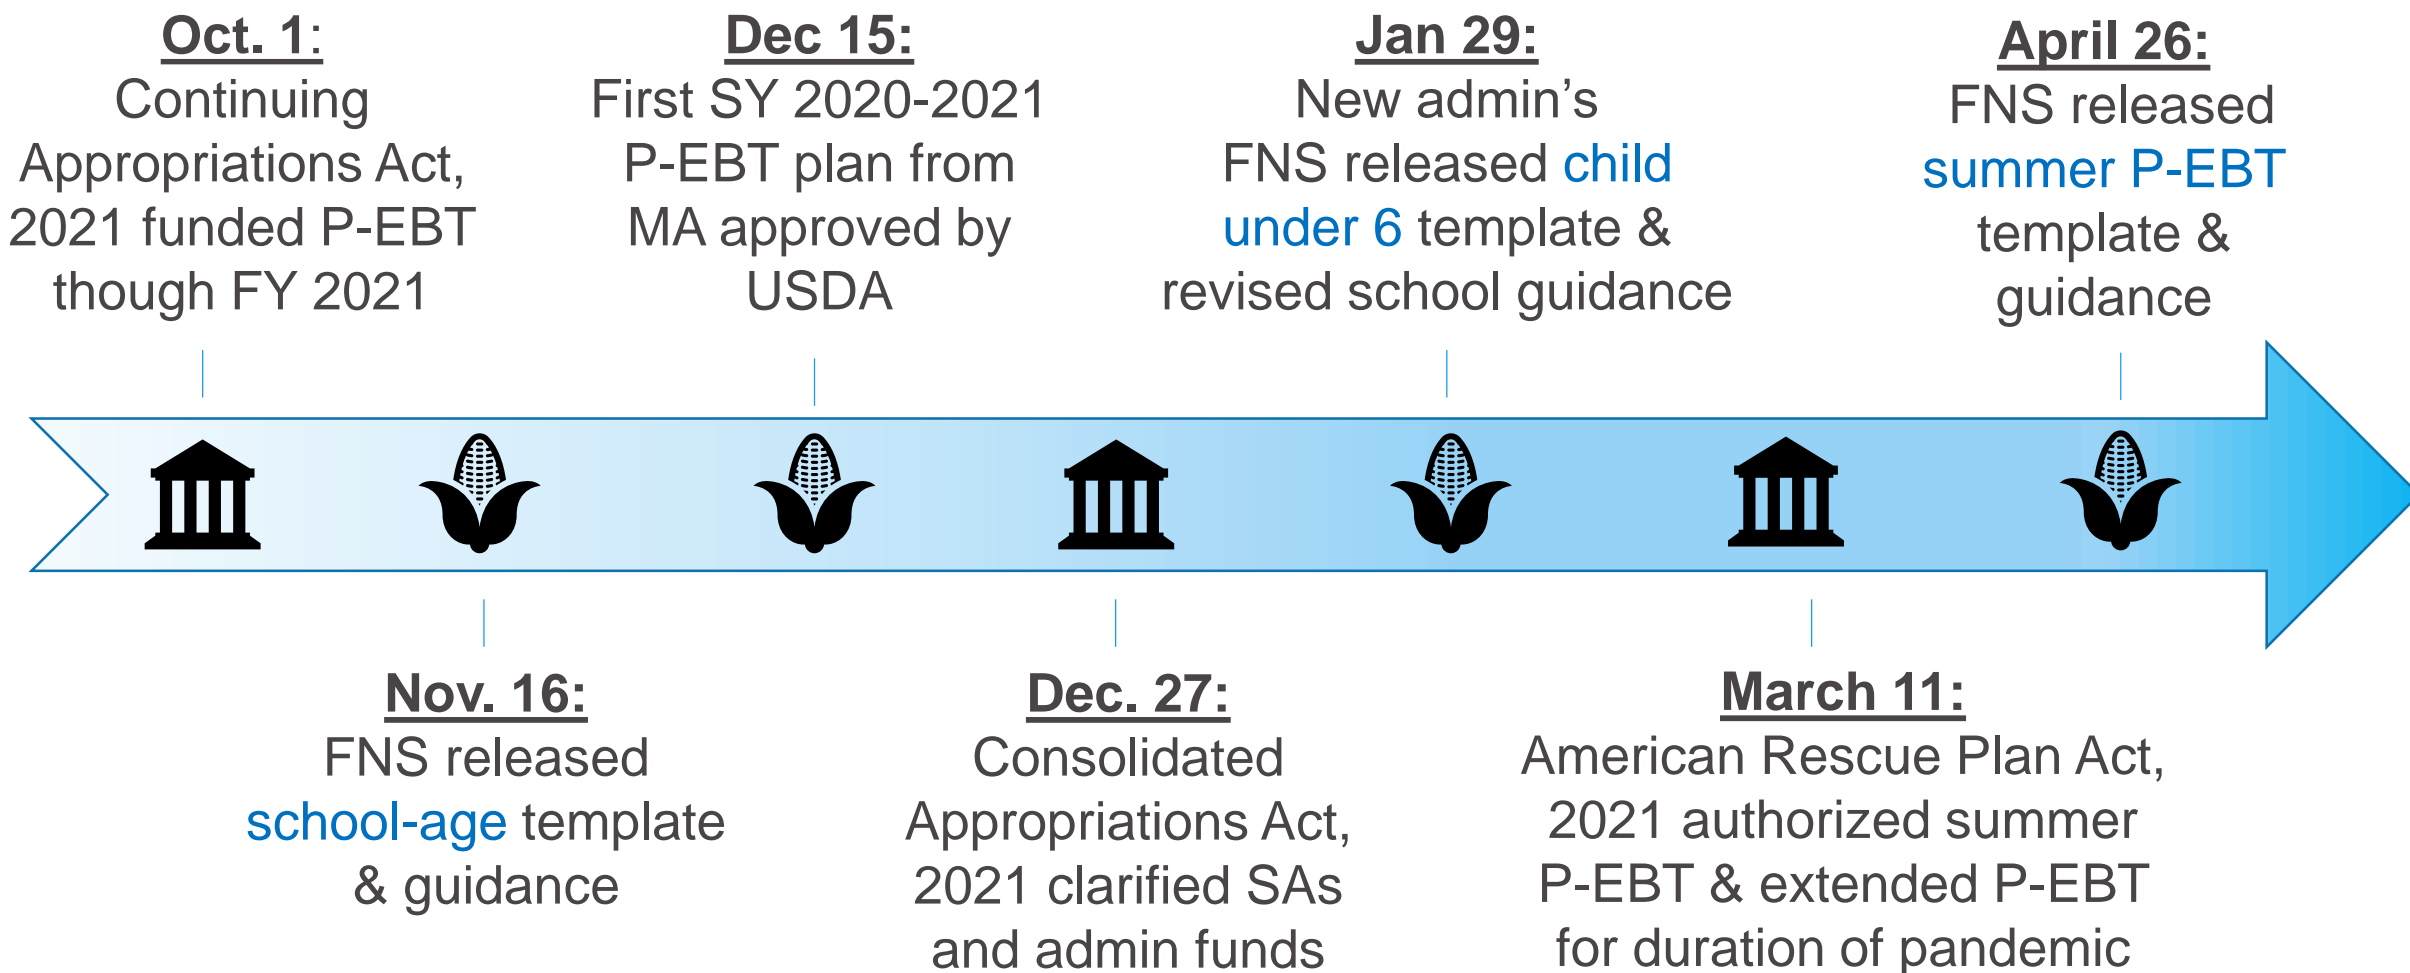 Oct. 1:
Continuing
Appropriations Act,
2021 funded P-EBT
though FY 2021
Dec 15:
First SY 2020-2021
P-EBT plan from
MA approved by
USDA
Jan 29:
New admin’s
FNS released child
under 6 template &
revised school guidance
April 26:
FNS released
summer P-EBT
template &
guidance
Nov. 16:
FNS released
school-age template
& guidance
Dec. 27:
Consolidated
Appropriations Act,
2021 clarified SAs
and admin funds
March 11:
American Rescue Plan Act,
2021 authorized summer
P-EBT & extended P-EBT
for duration of pandemic